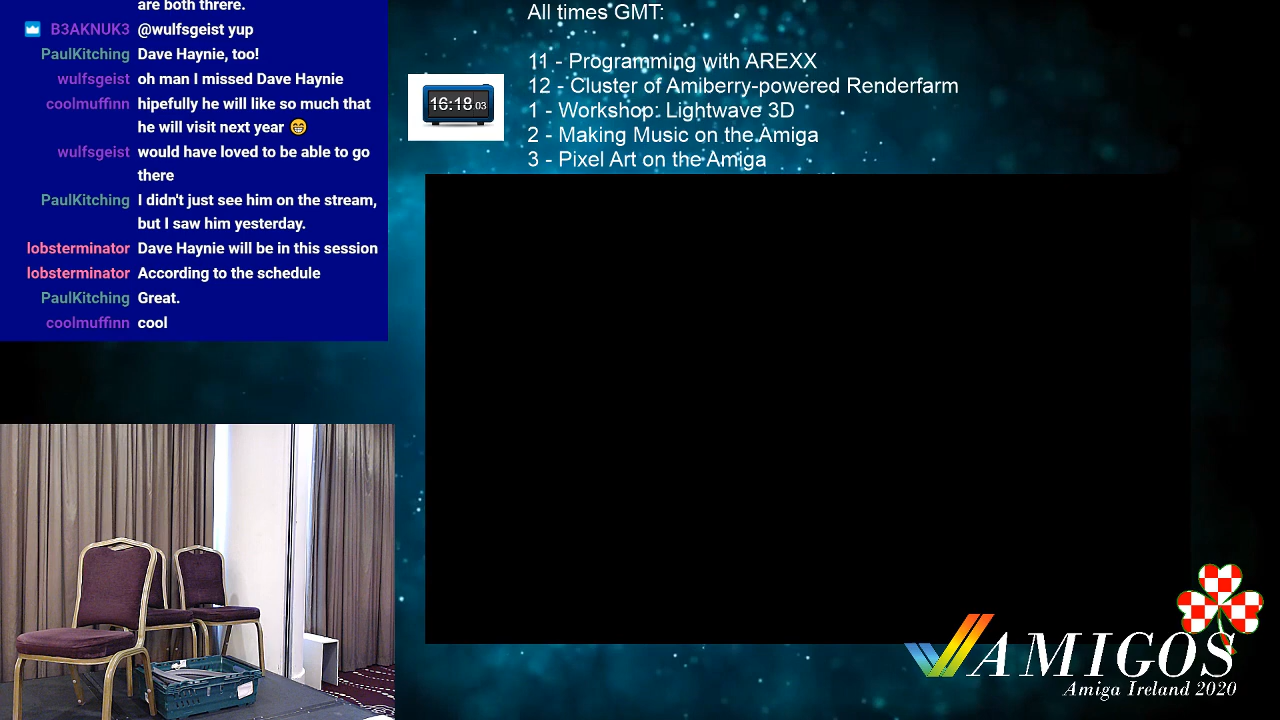 are both threre.
B3AKNUK3 @wulfsgeist yup
PaulKitching Dave Haynie, too!
wulfsgeist oh man I missed Dave Haynie
coolmuffinn hipefully he will like so much that
he will visit next year 😁
wulfsgeist would have loved to be able to go
there
PaulKitching I didn't just see him on the stream,
but I saw him yesterday.
lobsterminator Dave Haynie will be in this session
lobsterminator According to the schedule
PaulKitching Great.
coolmuffinn cool
16:18 03
All times GMT:
11 - Programming with AREXX
12 - Cluster of Amiberry-powered Renderfarm
1 - Workshop: Lightwave 3D
2 - Making Music on the Amiga
3 - Pixel Art on the Amiga
AMIGOS
Amiga Ireland 2020